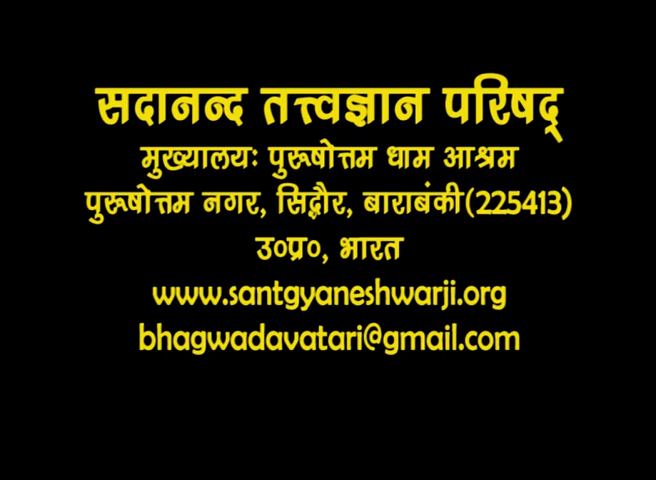 सदानन्द तत्त्वज्ञान परिषद्
मुख्यालयः पुरूषोत्तम धाम आश्रम
पुरूषोत्तम नगर, सिद्धौर, बाराबंकी(225413)
उ०प्र०, भारत
www.santgyaneshwarji.org
bhagwadavatari@gmail.com